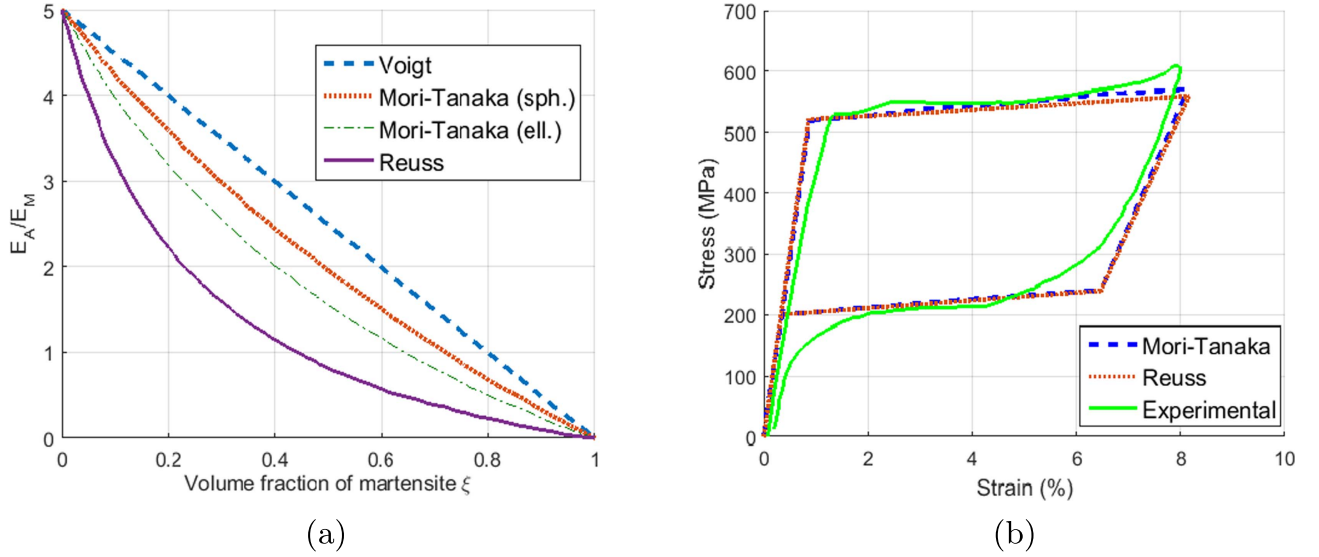 5
4
3
2
1
0
E_A/E_M
Voigt
Mori-Tanaka (sph.)
Mori-Tanaka (ell.)
Reuss
0 0.2 0.4 0.6 0.8 1
Volume fraction of martensite ξ
(a)
700
600
500
400
300
200
100
0
Stress (MPa)
Mori-Tanaka
Reuss
Experimental
0 2 4 6 8 10
Strain (%)
(b)